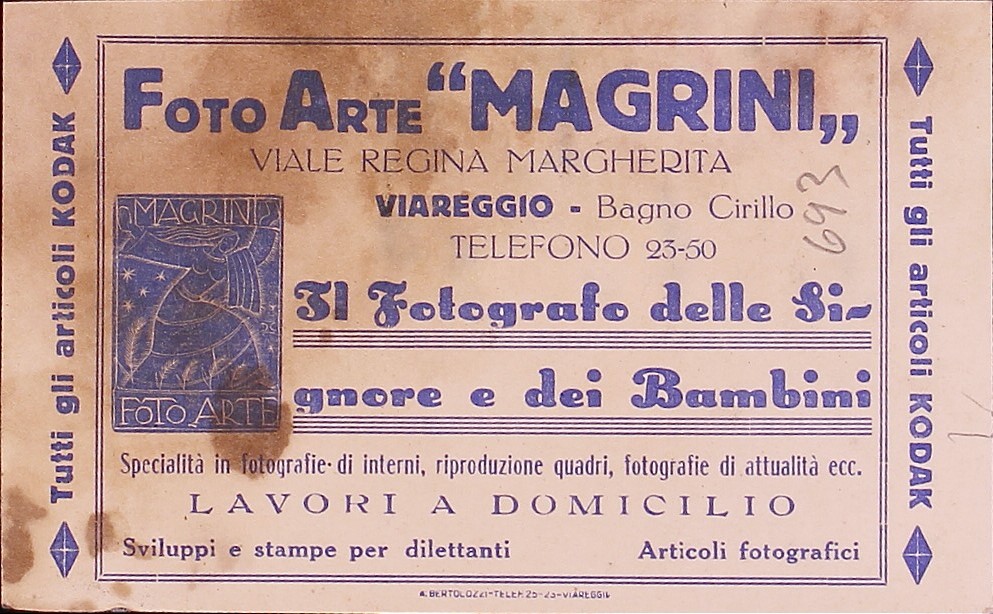 FOTO ARTE “MAGRINI„
VIALE REGINA MARGHERITA
VIAREGGIO - Bagno Cirillo
TELEFONO 23-50
693
MAGRINI
FOTO ARTE
Il Fotografo delle Si-
gnore e dei Bambini
Specialità in fotografie di interni, riproduzione quadri, fotografie di attualità ecc.
LAVORI A DOMICILIO
Sviluppi e stampe per dilettanti
Articoli fotografici
Tutti gli articoli KODAK
Tutti gli articoli KODAK
A. BERTOLOZZI-TELEF. 25-23-VIAREGGIO